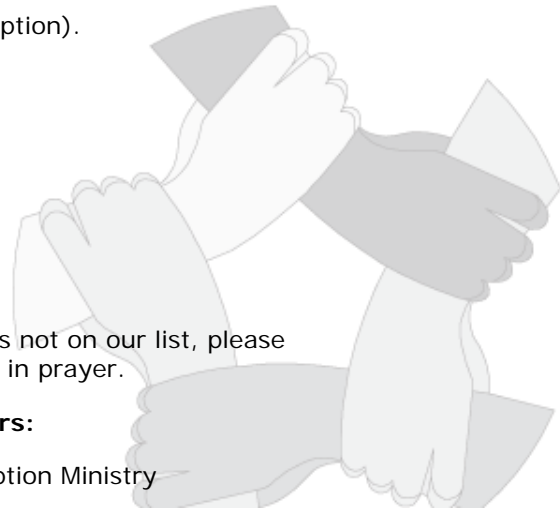 ption).
s not on our list, please
in prayer.
rs:
ption Ministry